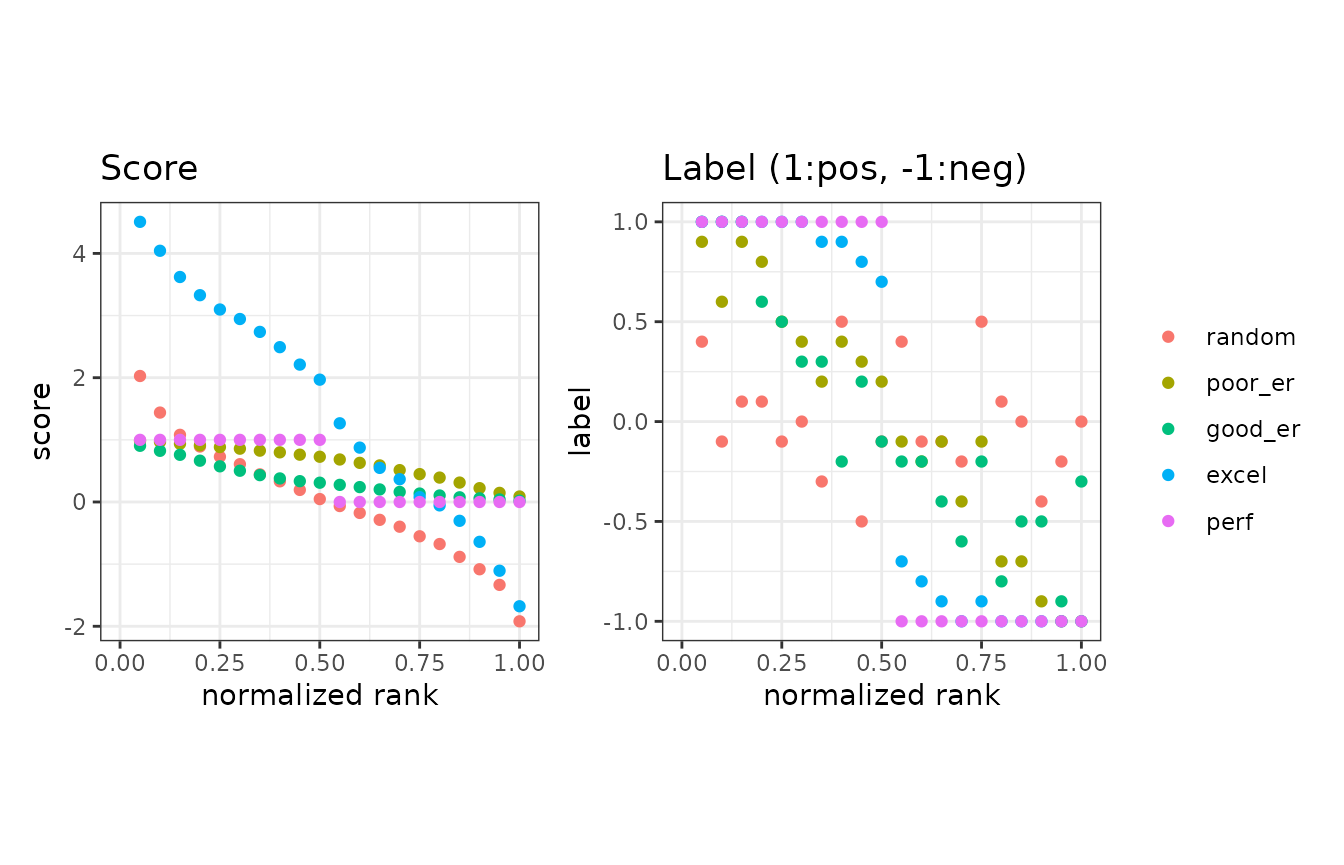 Score
score
4
2
0
-2
0.00 0.25 0.50 0.75 1.00
normalized rank
Label (1:pos, -1:neg)
label
1.0
0.5
0.0
-0.5
-1.0
0.00 0.25 0.50 0.75 1.00
normalized rank
random
poor_er
good_er
excel
perf